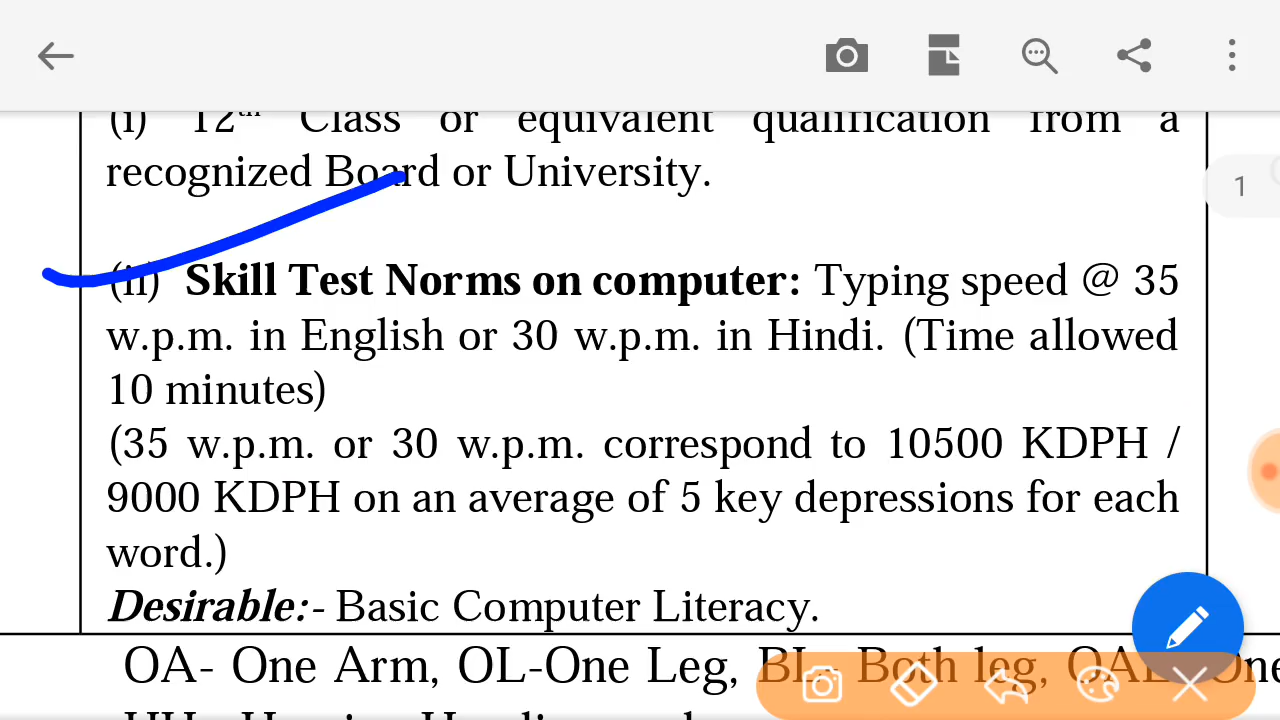 (i) 12th Class or equivalent qualification from a
recognized Board or University.
1
(ii) Skill Test Norms on computer: Typing speed @ 35
w.p.m. in English or 30 w.p.m. in Hindi. (Time allowed
10 minutes)
(35 w.p.m. or 30 w.p.m. correspond to 10500 KDPH /
9000 KDPH on an average of 5 key depressions for each
word.)
Desirable:- Basic Computer Literacy.
OA- One Arm, OL-One Leg, BL- Both leg,